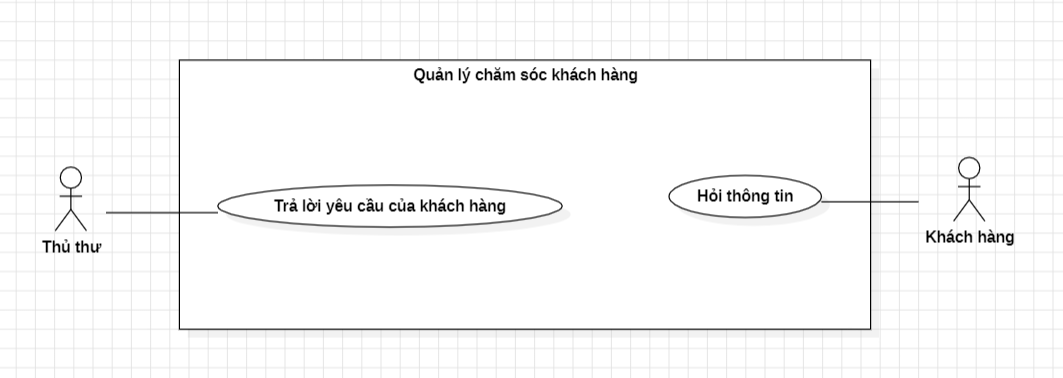 Quản lý chăm sóc khách hàng
Trả lời yêu cầu của khách hàng
Hỏi thông tin
Thủ thư
Khách hàng